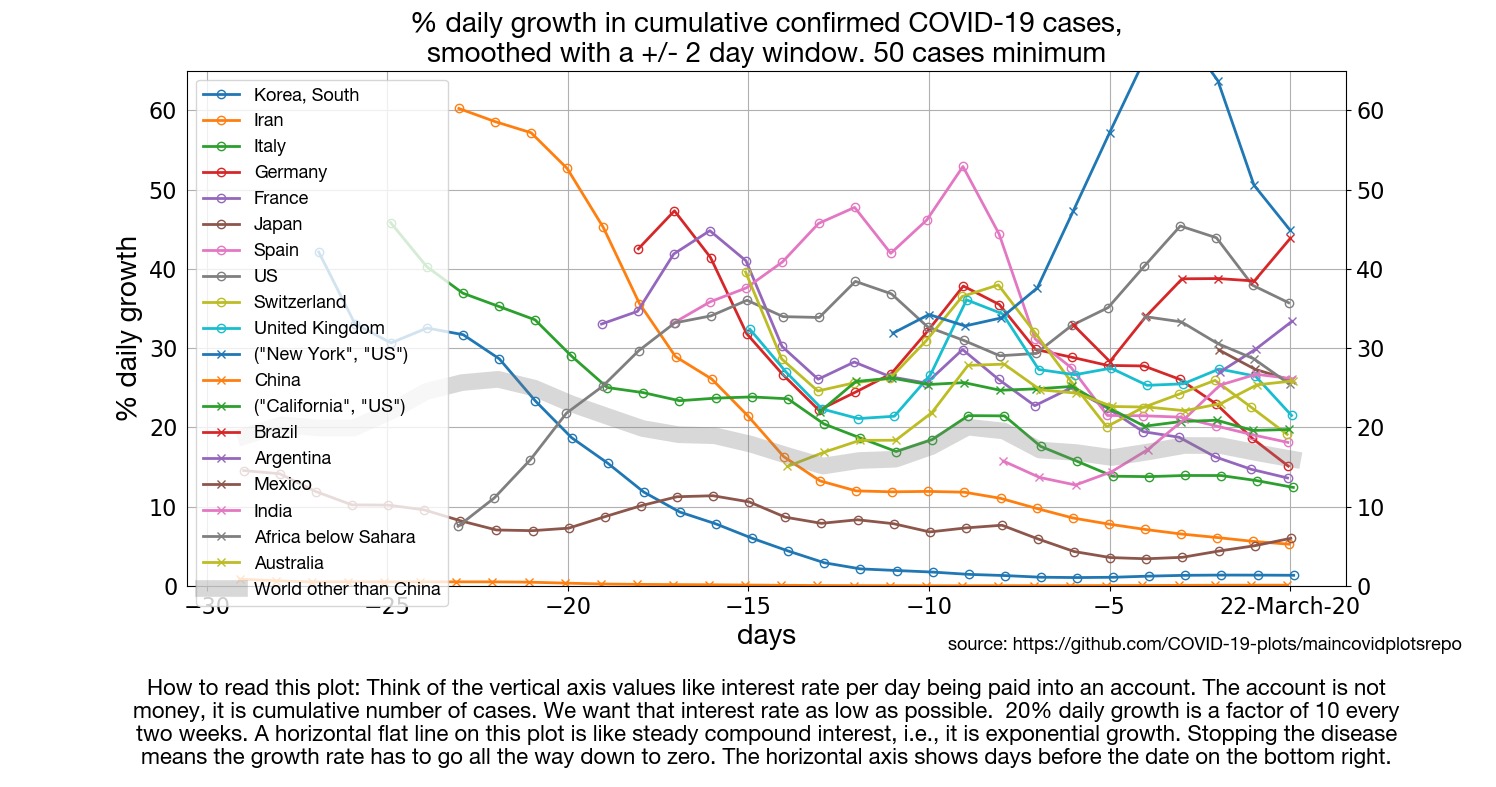 % daily growth in cumulative confirmed COVID-19 cases,
smoothed with a +/- 2 day window. 50 cases minimum
% daily growth
60
50
40
30
20
10
0
Korea, South
Iran
Italy
Germany
France
Japan
Spain
US
Switzerland
United Kingdom
("New York", "US")
China
("California", "US")
Brazil
Argentina
Mexico
India
Africa below Sahara
Australia
World other than China
60
50
40
30
20
10
0
−30 −25 −20 −15 −10 −5 22-March-20
days
source: https://github.com/COVID-19-plots/maincovidplotsrepo
How to read this plot: Think of the vertical axis values like interest rate per day being paid into an account. The account is not
money, it is cumulative number of cases. We want that interest rate as low as possible.  20% daily growth is a factor of 10 every
two weeks. A horizontal flat line on this plot is like steady compound interest, i.e., it is exponential growth. Stopping the disease
means the growth rate has to go all the way down to zero. The horizontal axis shows days before the date on the bottom right.